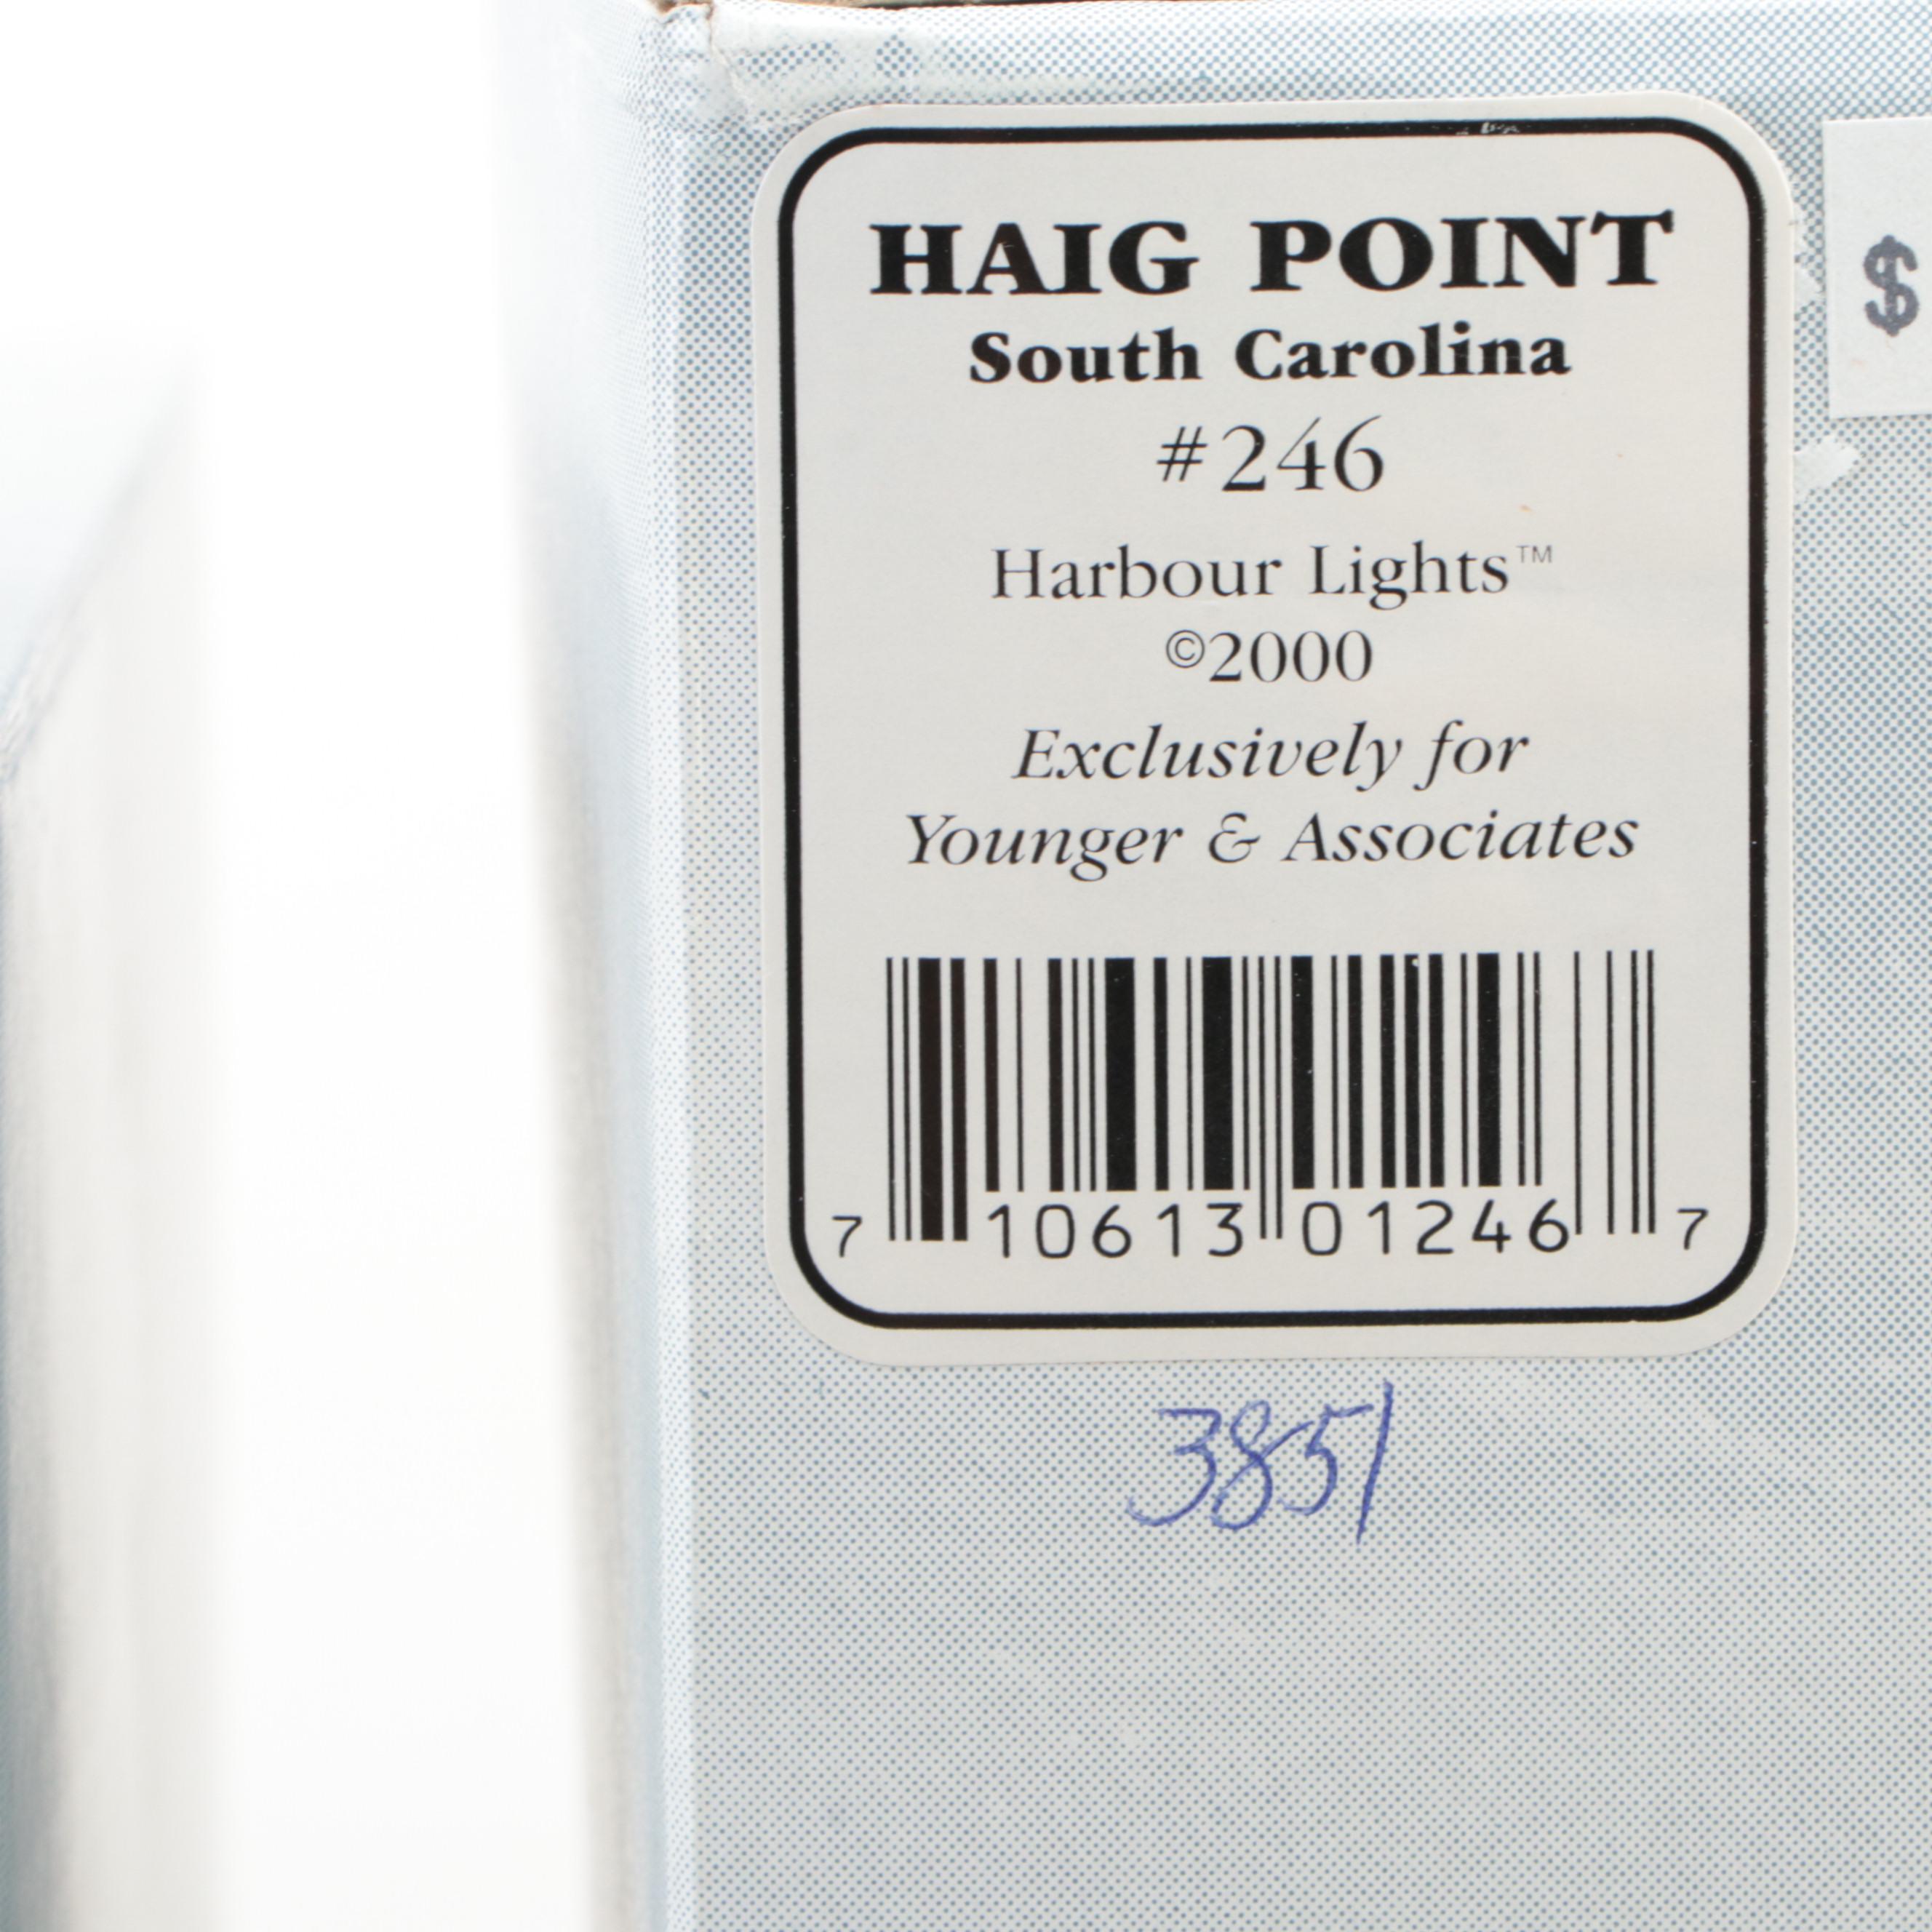 HAIG POINT
South Carolina
#246
Harbour Lights™
©2000
Exclusively for
Younger & Associates
7 10613 01246 7
3851
$